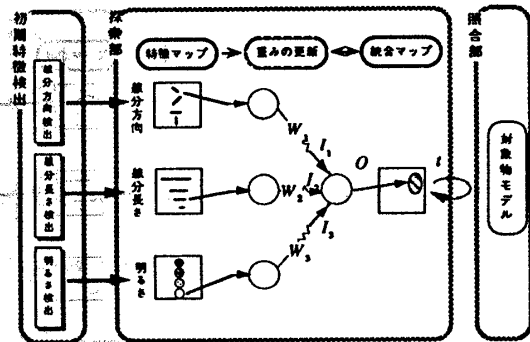 初期特徴検出
探索部
照合部
特徴マップ
重みの更新
統合マップ
線分方向検出
線分長さ検出
明るさ検出
線分方向
線分長さ
明るさ
W
I₁
W₂
I₂
W₃
I₃
O
t
対象物モデル